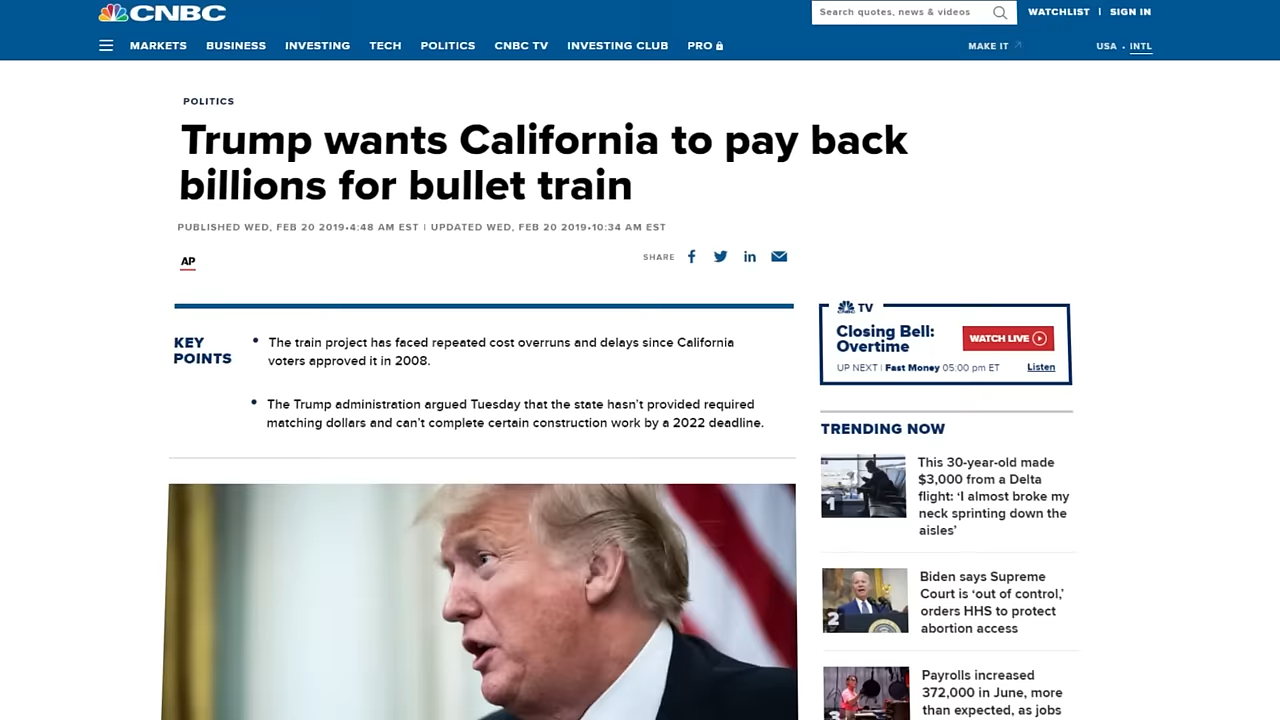 CNBC
Search quotes, news & videos
WATCHLIST | SIGN IN
MARKETS BUSINESS INVESTING TECH POLITICS CNBC TV INVESTING CLUB PRO
MAKE IT
USA • INTL
POLITICS
Trump wants California to pay back
billions for bullet train
PUBLISHED WED, FEB 20 2019•4:48 AM EST | UPDATED WED, FEB 20 2019•10:34 AM EST
AP
SHARE
KEY
POINTS
• The train project has faced repeated cost overruns and delays since California
voters approved it in 2008.
• The Trump administration argued Tuesday that the state hasn’t provided required
matching dollars and can’t complete certain construction work by a 2022 deadline.
CNBC TV
Closing Bell:
Overtime
WATCH LIVE
UP NEXT | Fast Money 05:00 pm ET
Listen
TRENDING NOW
1
This 30-year-old made
$3,000 from a Delta
flight: ‘I almost broke my
neck sprinting down the
aisles’
2
Biden says Supreme
Court is ‘out of control,’
orders HHS to protect
abortion access
3
Payrolls increased
372,000 in June, more
than expected, as jobs